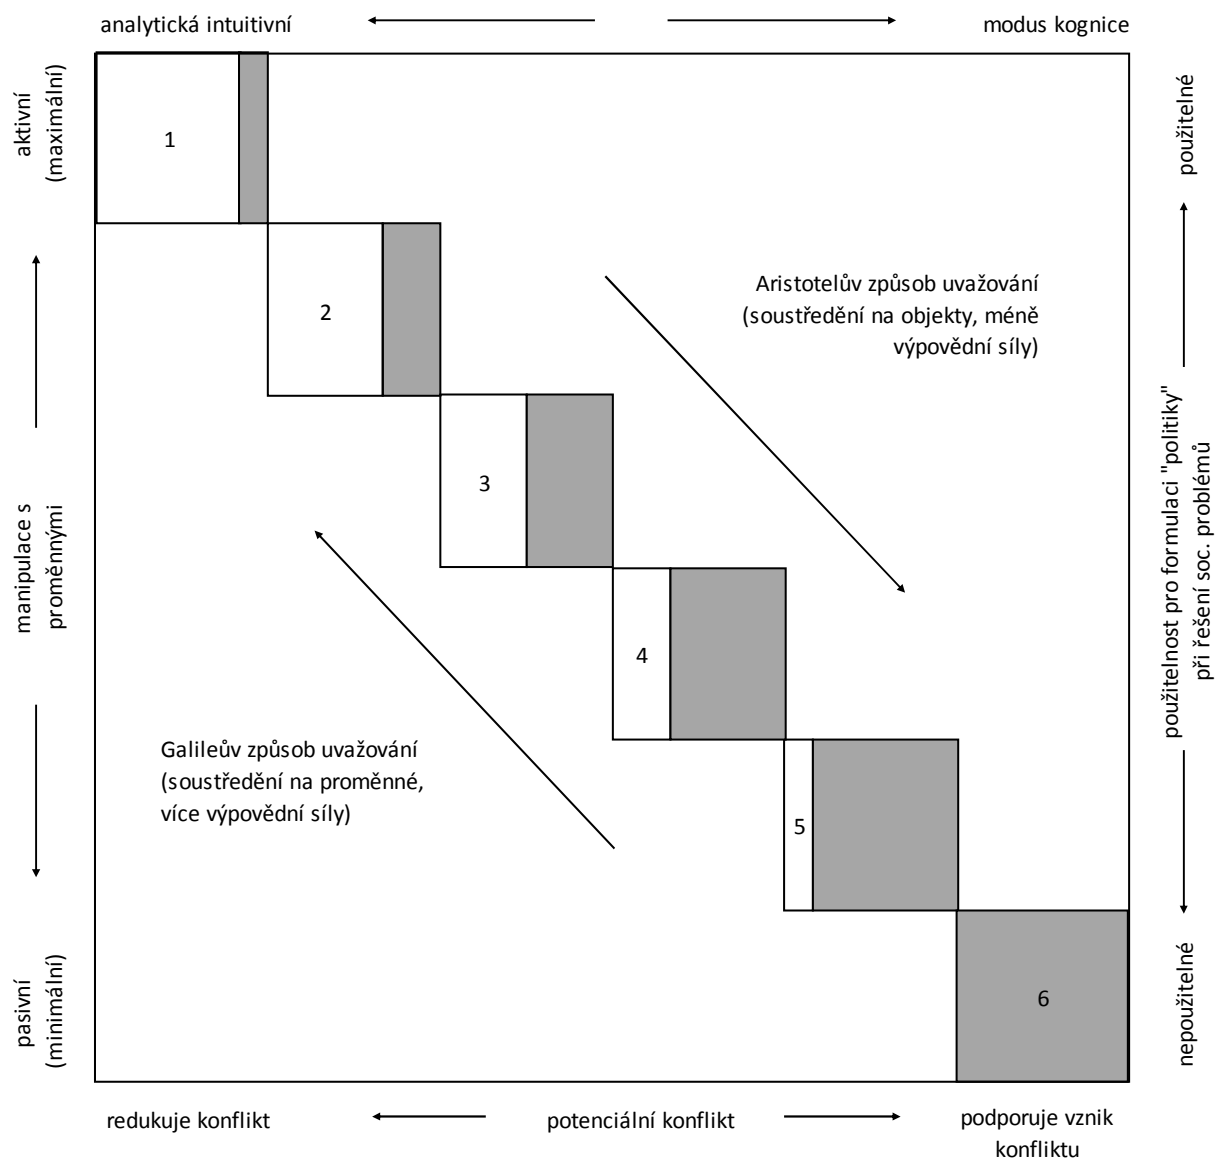 analytická intuitivní
modus kognice
aktivní
(maximální)
1
použitelné
2
Aristotelův způsob uvažování
(soustředění na objekty, méně
výpovědní síly)
3
manipulace s
proměnnými
použitelnost pro formulaci "politiky"
při řešení soc. problémů
4
Galileův způsob uvažování
(soustředění na proměnné,
více výpovědní síly)
5
pasivní
(minimální)
6
nepoužitelné
redukuje konflikt
potenciální konflikt
podporuje vznik
konfliktu